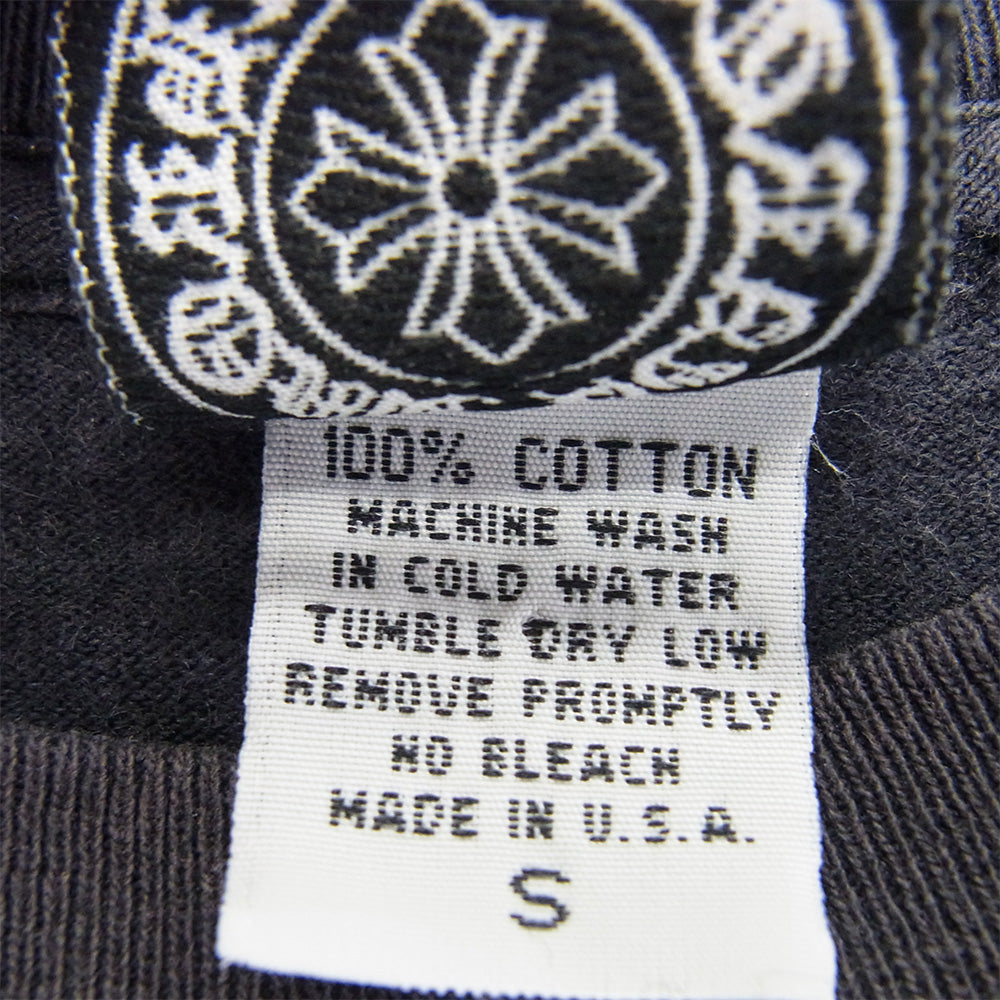 100% COTTON
MACHINE WASH
IN COLD WATER
TUMBLE DRY LOW
REMOVE PROMPTLY
NO BLEACH
MADE IN U.S.A.
S